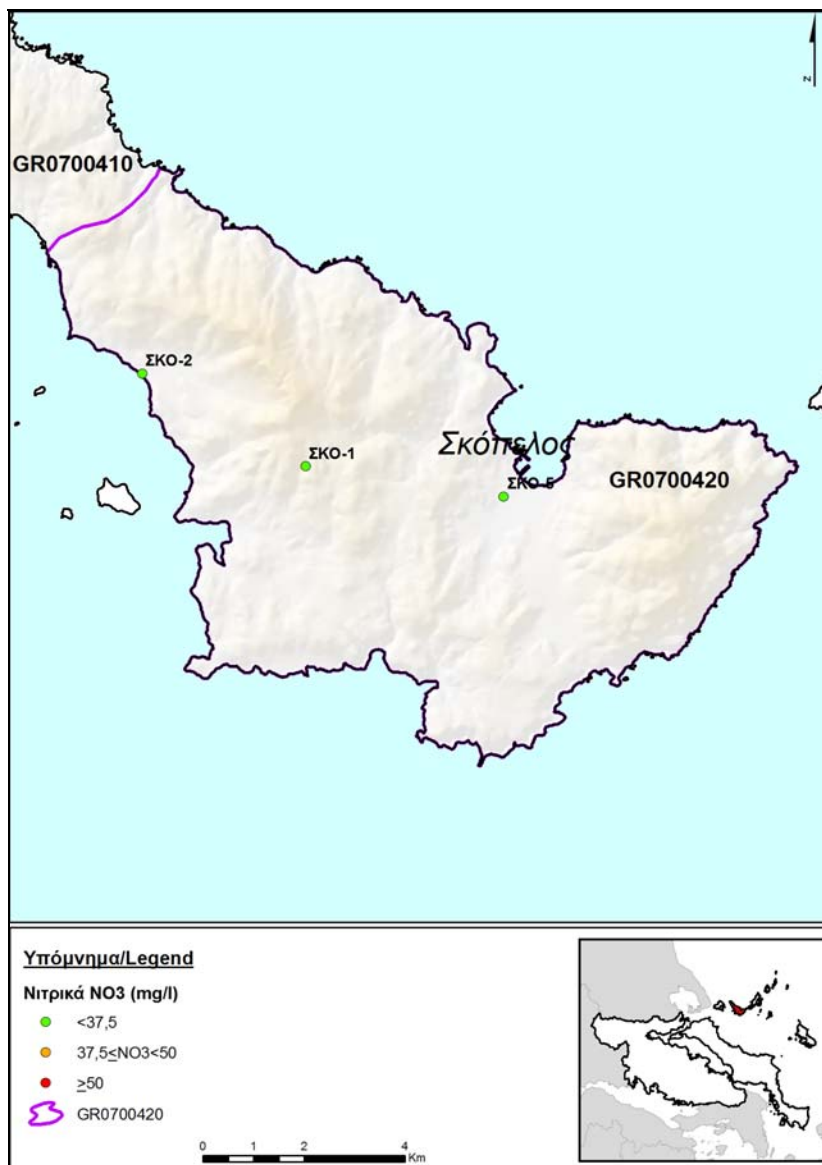 z
GR0700410
ΣΚΟ-2
Σκόπελος
ΣΚΟ-1
GR0700420
ΣΚΟ-5
Υπόμνημα/Legend
Νιτρικά NO3 (mg/l)
<37,5
37,5≤NO3<50
≥50
GR0700420
0 1 2 4
Km